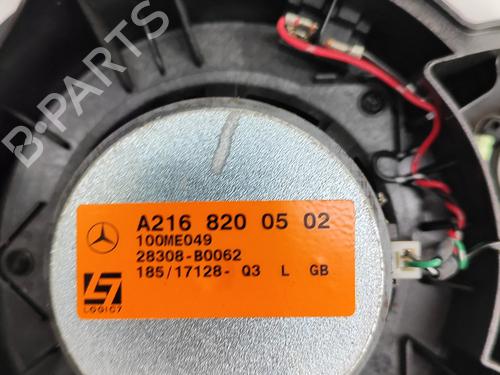 A216 820 05 02
100ME049
28308-B0062
185/17128- Q3 L GB
LOGIC7
B-PARTS